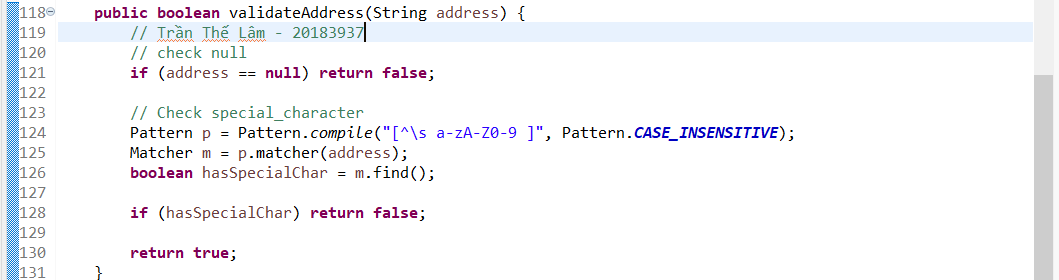 118 public boolean validateAddress(String address) {
119 // Trần Thế Lâm - 20183937
120 // check null
121 if (address == null) return false;
122
123 // Check special_character
124 Pattern p = Pattern.compile("[^\s a-zA-Z0-9 ]", Pattern.CASE_INSENSITIVE);
125 Matcher m = p.matcher(address);
126 boolean hasSpecialChar = m.find();
127
128 if (hasSpecialChar) return false;
129
130 return true;
131 }